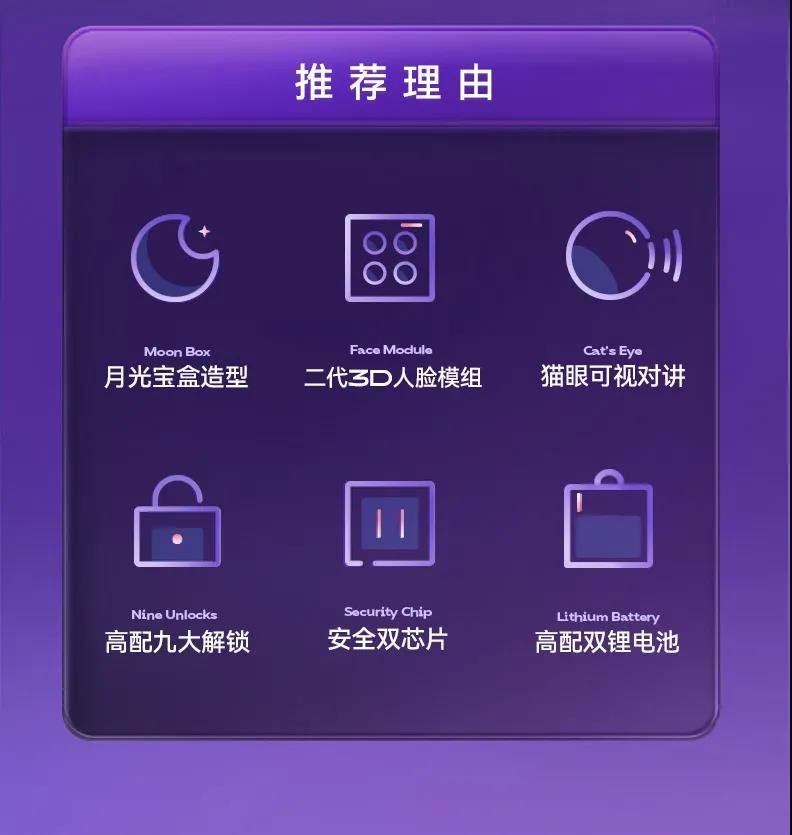 推荐理由
Moon Box
月光宝盒造型
Face Module
二代3D人脸模组
Cat's Eye
猫眼可视对讲
Nine Unlocks
高配九大解锁
Security Chip
安全双芯片
Lithium Battery
高配双锂电池